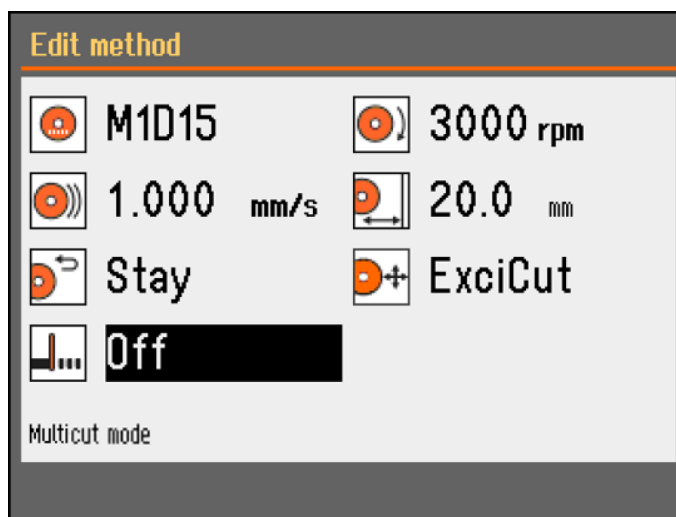 Edit method
M1D15 3000 rpm
1.000 mm/s 20.0 mm
Stay ExciCut
Off
Multicut mode